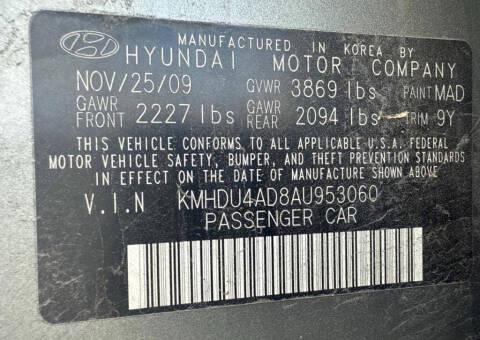 MANUFACTURED IN KOREA BY
HYUNDAI MOTOR COMPANY
NOV/25/09 GVWR 3869 lbs PAINT MAD
GAWR FRONT 2227 lbs GAWR REAR 2094 lbs TRIM 9Y
THIS VEHICLE CONFORMS TO ALL APPLICABLE U.S.A. FEDERAL
MOTOR VEHICLE SAFETY, BUMPER, AND THEFT PREVENTION STANDARDS
IN EFFECT ON THE DATE OF MANUFACTURE SHOWN ABOVE
V.I.N KMHDU4AD8AU953060
PASSENGER CAR